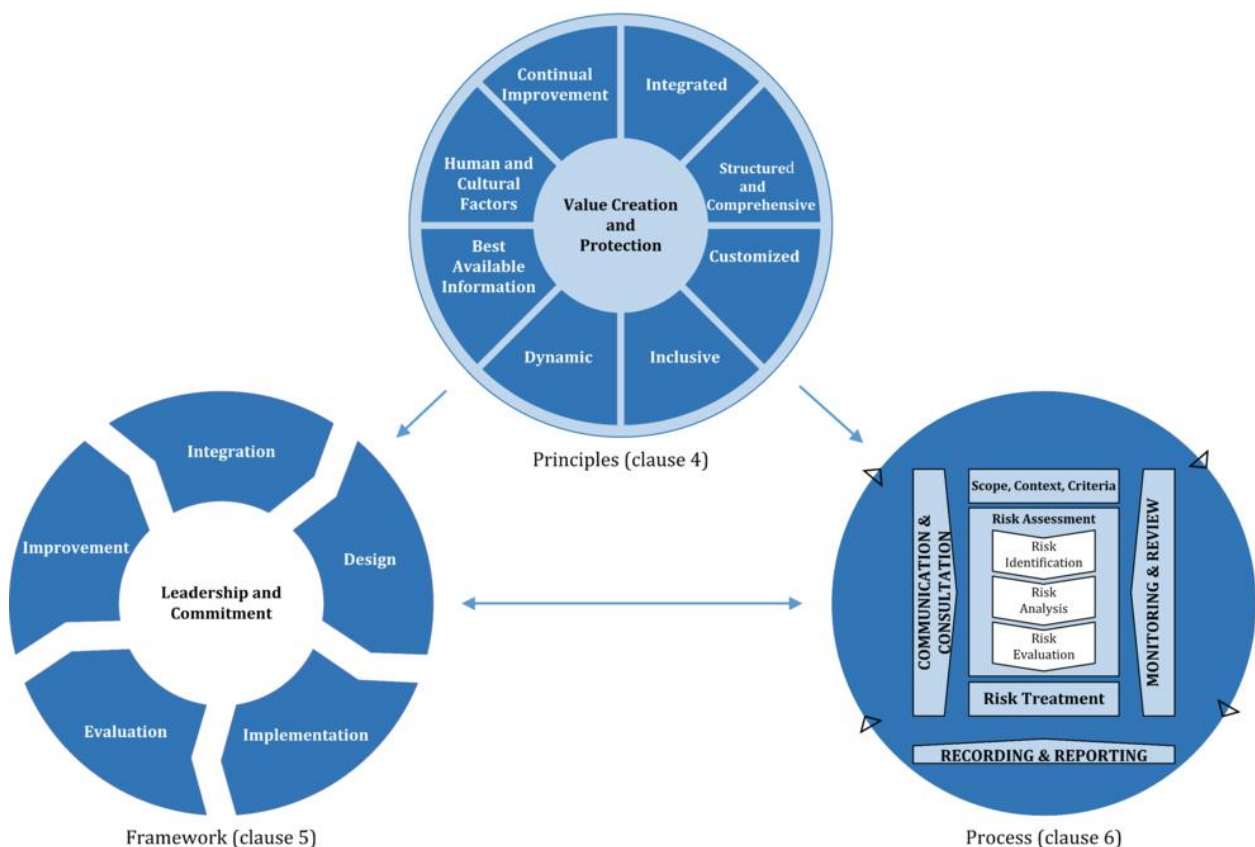 Continual
Improvement
Integrated
Human and
Cultural
Factors
Structured
and
Comprehensive
Value Creation
and
Protection
Best
Available
Information
Customized
Dynamic
Inclusive
Principles (clause 4)
Integration
Improvement
Design
Leadership and
Commitment
Evaluation
Implementation
Framework (clause 5)
Scope, Context, Criteria
Risk Assessment
Risk
Identification
Risk
Analysis
Risk
Evaluation
Risk Treatment
COMMUNICATION &
CONSULTATION
MONITORING & REVIEW
RECORDING & REPORTING
Process (clause 6)